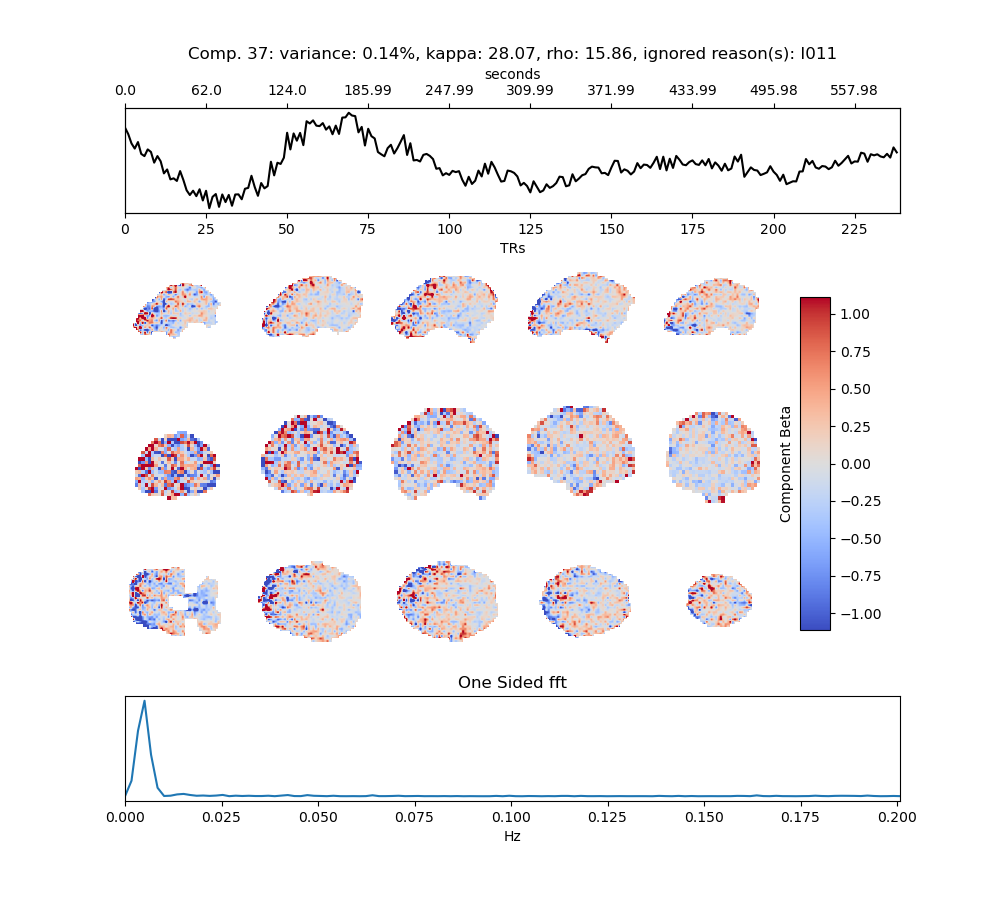 Comp. 37: variance: 0.14%, kappa: 28.07, rho: 15.86, ignored reason(s): I011
seconds
0.0 62.0 124.0 185.99 247.99 309.99 371.99 433.99 495.98 557.98
0 25 50 75 100 125 150 175 200 225
TRs
1.00
0.75
0.50
0.25
0.00
−0.25
−0.50
−0.75
−1.00
Component Beta
One Sided fft
0.000 0.025 0.050 0.075 0.100 0.125 0.150 0.175 0.200
Hz